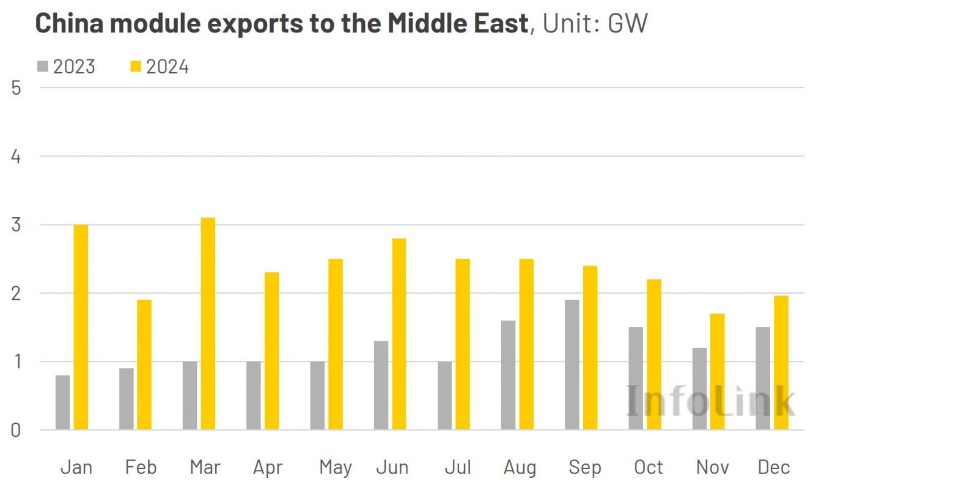 China module exports to the Middle East, Unit: GW
2023 2024
5
4
3
2
1
0
InfoLink
Jan Feb Mar Apr May Jun Jul Aug Sep Oct Nov Dec